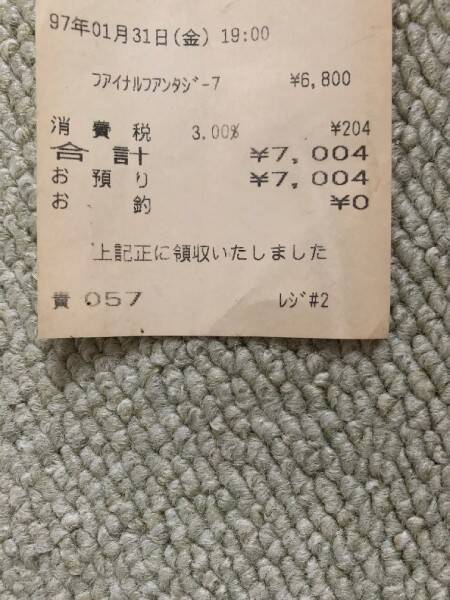 97年01月31日(金) 19:00
ファイナルファンタジｰ7 ¥6,800
消費税 3.00% ¥204
合計 ¥7,004
お預り ¥7,004
お釣 ¥0
上記正に領収いたしました
責 057 レジ#2